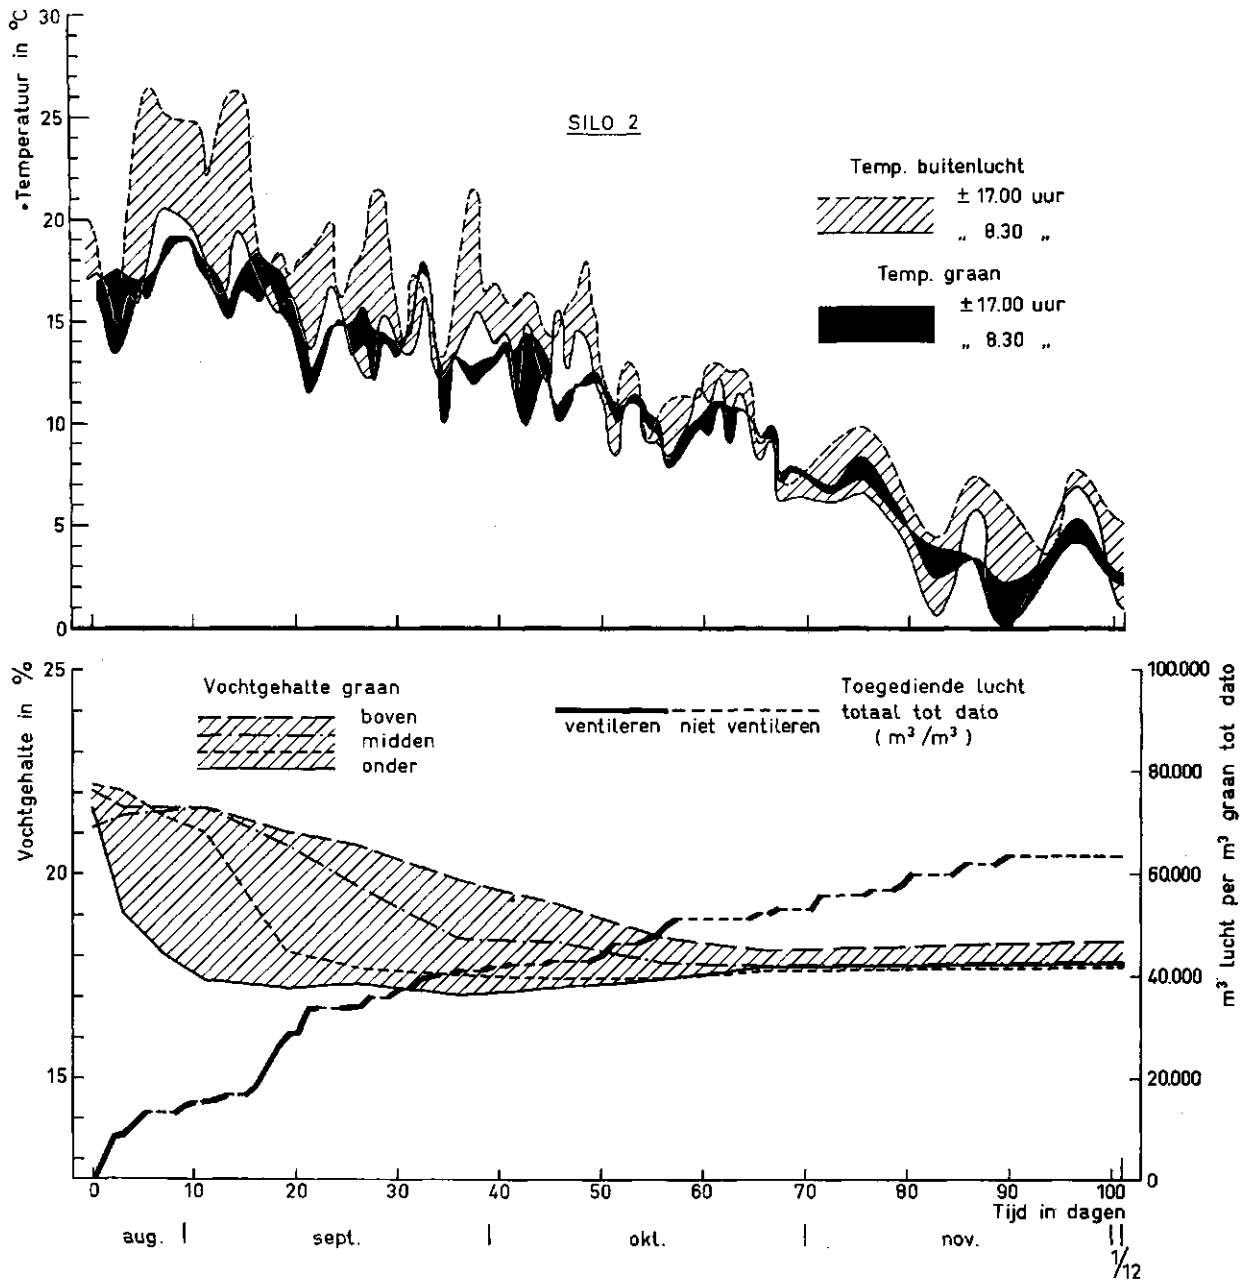 Temperatuur in °C
30
25
20
15
10
5
0
SILO 2
Temp. buitenlucht
± 17.00 uur
„ 8.30 „
Temp. graan
± 17.00 uur
„ 8.30 „
Vochtgehalte in %
25
20
15
Vochtgehalte graan
boven
midden
onder
ventileren niet ventileren
Toegediende lucht
totaal tot dato
( m³/m³ )
m³ lucht per m³ graan tot dato
100.000
80.000
60.000
40.000
20.000
0
0 10 20 30 40 50 60 70 80 90 100
Tijd in dagen
aug. sept. okt. nov.
1/12